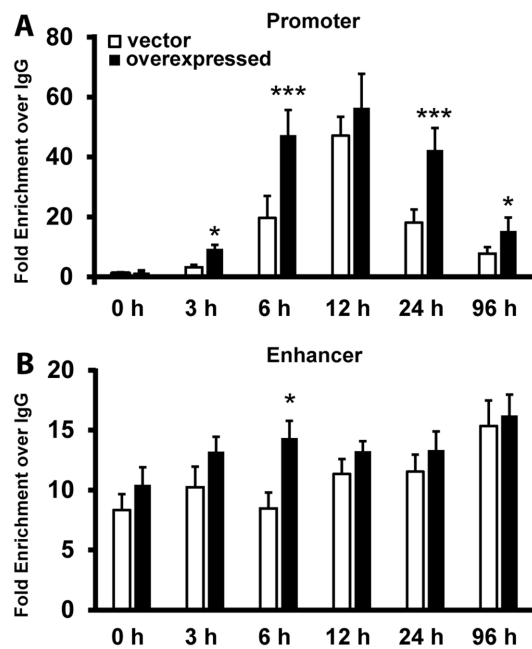 A
Promoter
vector
overexpressed
Fold Enrichment over IgG
80
60
40
20
0
*
***
***
*
0 h 3 h 6 h 12 h 24 h 96 h
B
Enhancer
Fold Enrichment over IgG
20
15
10
5
0
*
0 h 3 h 6 h 12 h 24 h 96 h